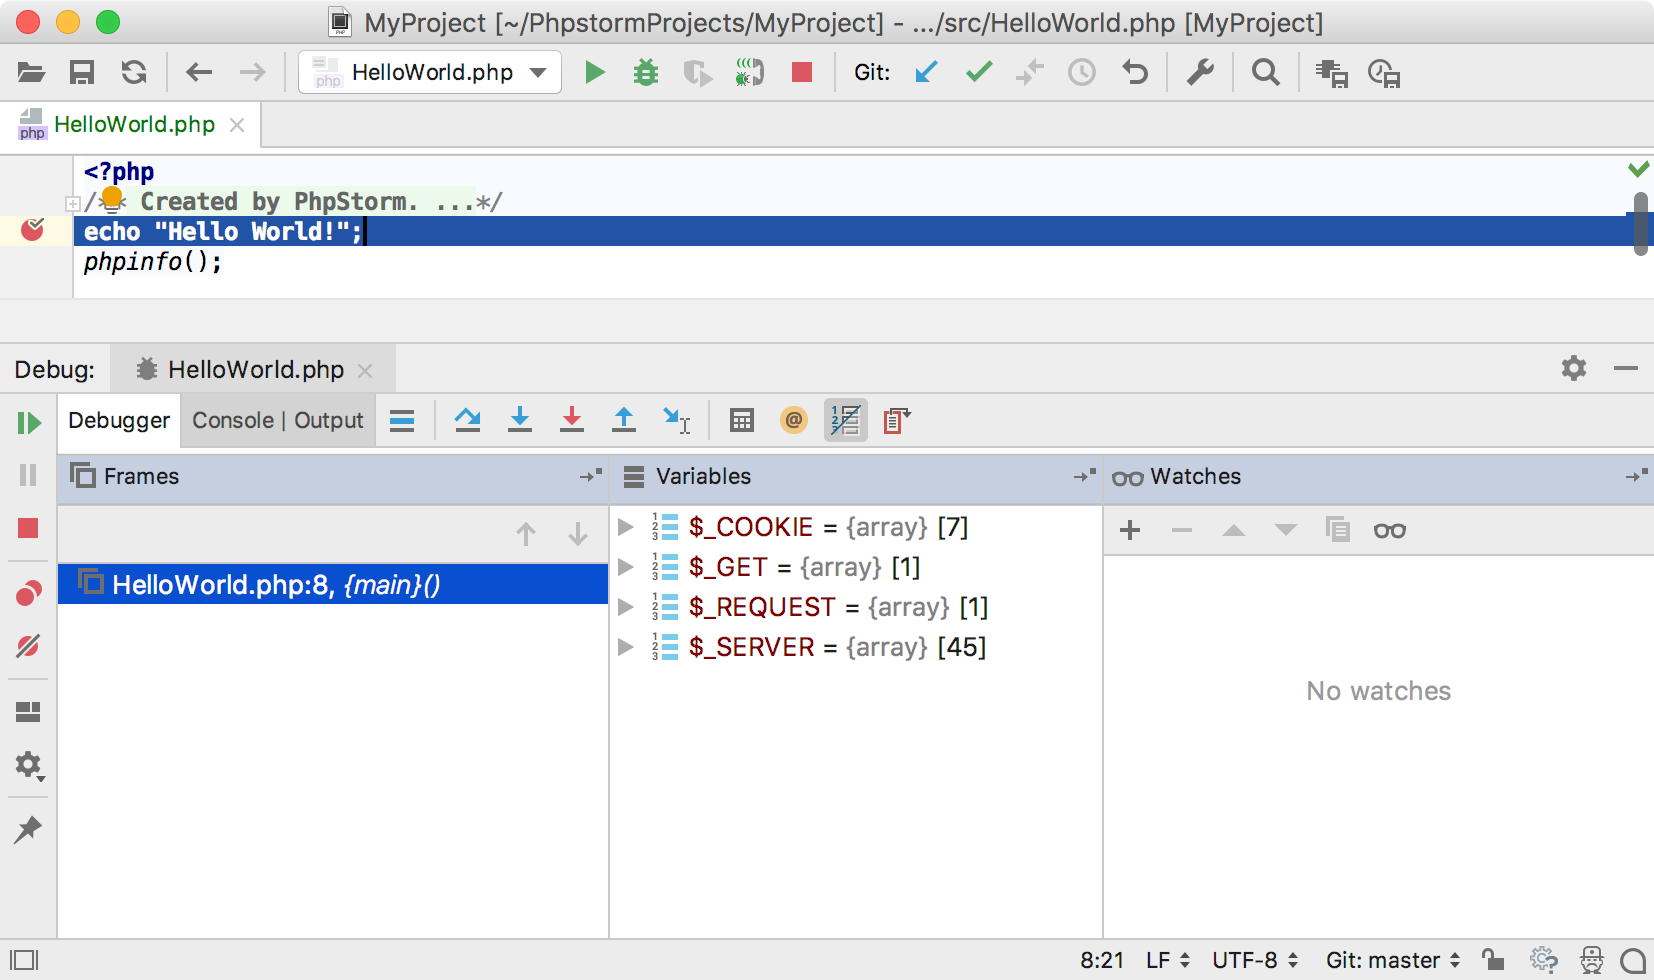 MyProject [~/PhpstormProjects/MyProject] - .../src/HelloWorld.php [MyProject]
php HelloWorld.php Git:
php HelloWorld.php
<?php
/** Created by PhpStorm. ...*/
echo "Hello World!";
phpinfo();
Debug: HelloWorld.php
Debugger Console | Output
Frames Variables Watches
HelloWorld.php:8, {main}()
$_COOKIE = {array} [7]
$_GET = {array} [1]
$_REQUEST = {array} [1]
$_SERVER = {array} [45]
No watches
8:21 LF UTF-8 Git: master